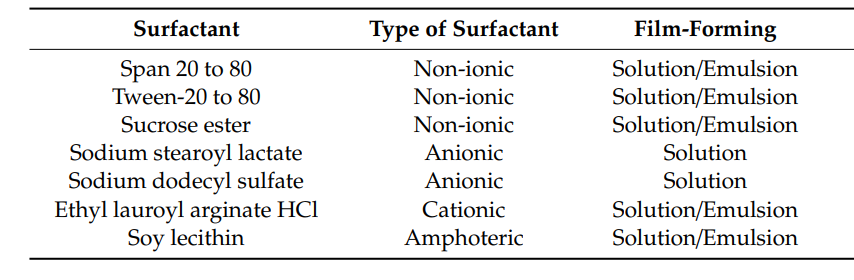 Surfactant Type of Surfactant Film-Forming
Span 20 to 80 Non-ionic Solution/Emulsion
Tween-20 to 80 Non-ionic Solution/Emulsion
Sucrose ester Non-ionic Solution/Emulsion
Sodium stearoyl lactate Anionic Solution
Sodium dodecyl sulfate Anionic Solution
Ethyl lauroyl arginate HCl Cationic Solution/Emulsion
Soy lecithin Amphoteric Solution/Emulsion